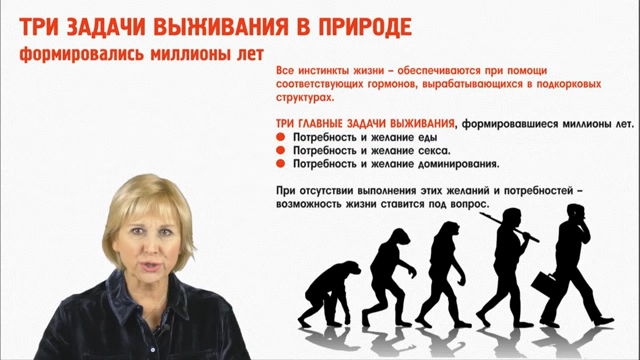 ТРИ ЗАДАЧИ ВЫЖИВАНИЯ В ПРИРОДЕ
формировались миллионы лет
Все инстинкты жизни – обеспечиваются при помощи
соответствующих гормонов, вырабатывающихся в подкорковых
структурах.
ТРИ ГЛАВНЫЕ ЗАДАЧИ ВЫЖИВАНИЯ, формировавшиеся миллионы лет.
Потребность и желание еды
Потребность и желание секса.
Потребность и желание доминирования.
При отсутствии выполнения этих желаний и потребностей –
возможность жизни ставится под вопрос.